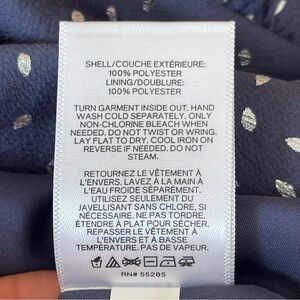 SHELL/COUCHE EXTÉRIEURE:
100% POLYESTER
LINING/DOUBLURE:
100% POLYESTER
TURN GARMENT INSIDE OUT. HAND
WASH COLD SEPARATELY. ONLY
NON-CHLORINE BLEACH WHEN
NEEDED. DO NOT TWIST OR WRING.
LAY FLAT TO DRY. COOL IRON ON
REVERSE IF NEEDED. DO NOT
STEAM.
RETOURNEZ LE VÊTEMENT À
L'ENVERS. LAVEZ À LA MAIN À
L'EAU FROIDE SÉPARÉMENT.
UTILISEZ SEULEMENT DU
JAVELLISANT SANS CHLORE, SI
NÉCESSAIRE. NE PAS TORDRE.
ÉTENDRE À PLAT POUR SÉCHER.
REPASSER LE VÊTEMENT À
L'ENVERS ET À BASSE
TEMPÉRATURE. PAS DE VAPEUR.
RN# 55285